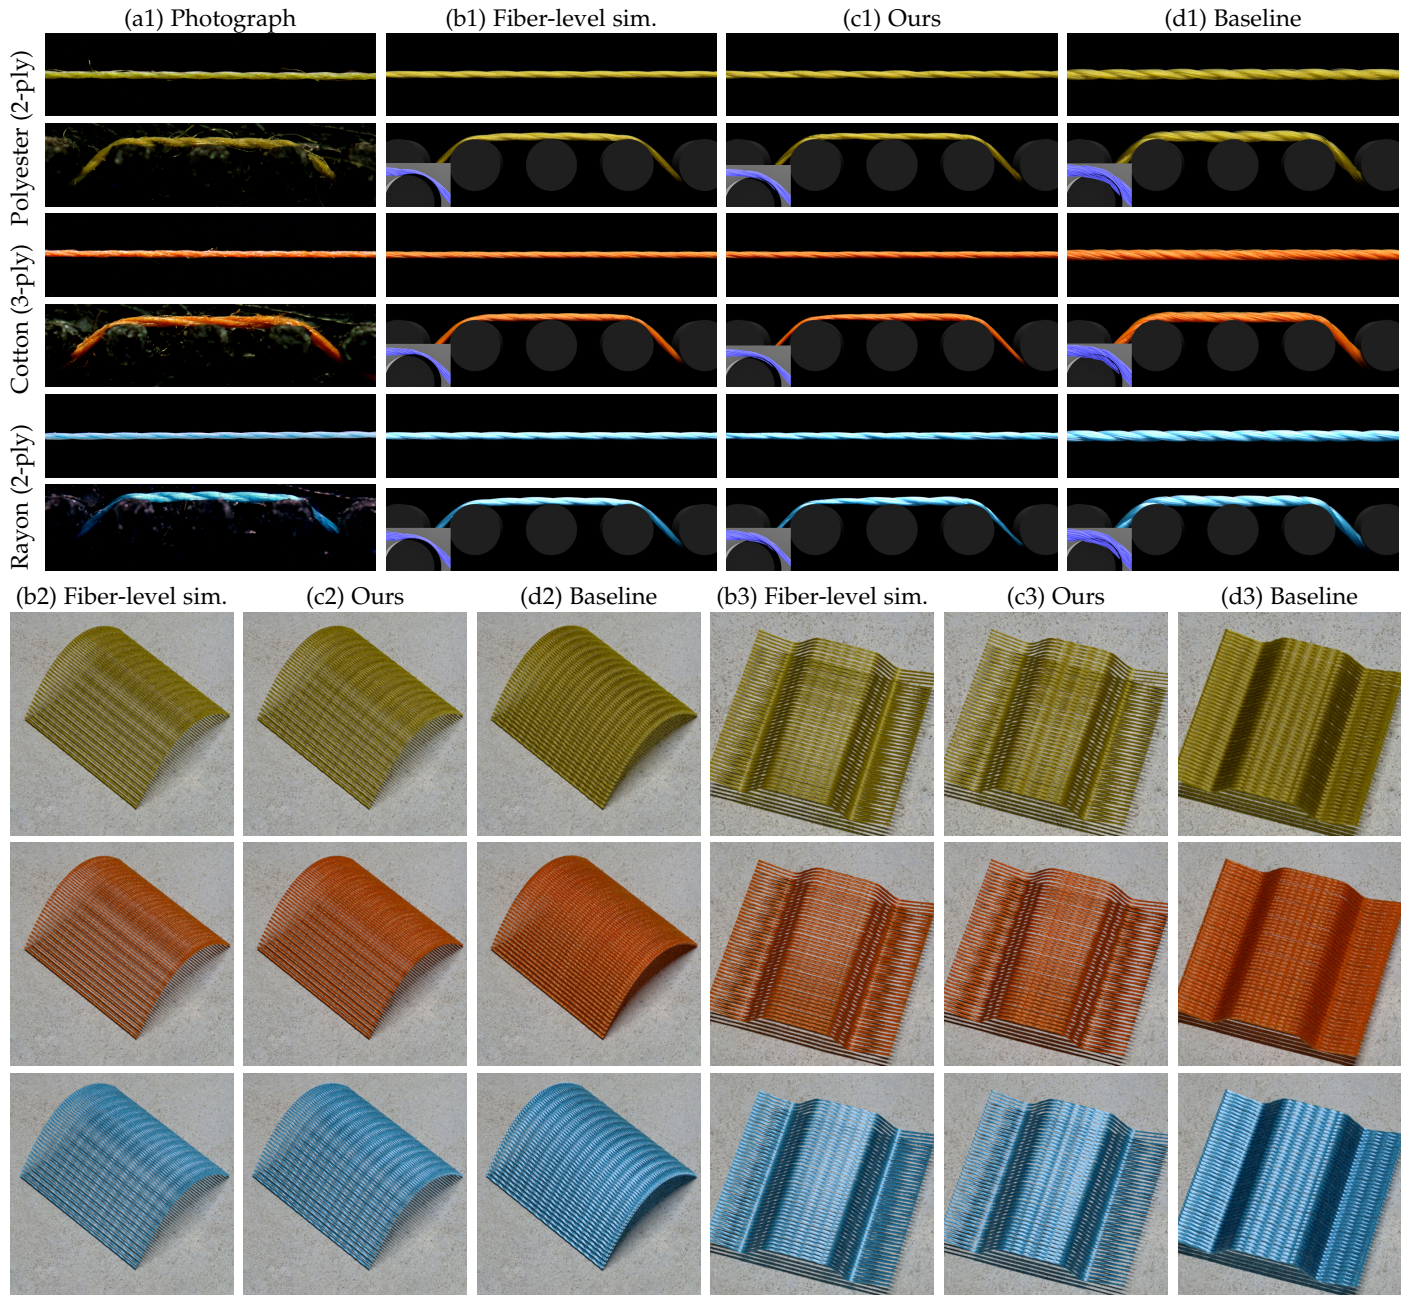 (a1) Photograph
(b1) Fiber-level sim.
(c1) Ours
(d1) Baseline
Polyester (2-ply)
Cotton (3-ply)
Rayon (2-ply)
(b2) Fiber-level sim.
(c2) Ours
(d2) Baseline
(b3) Fiber-level sim.
(c3) Ours
(d3) Baseline